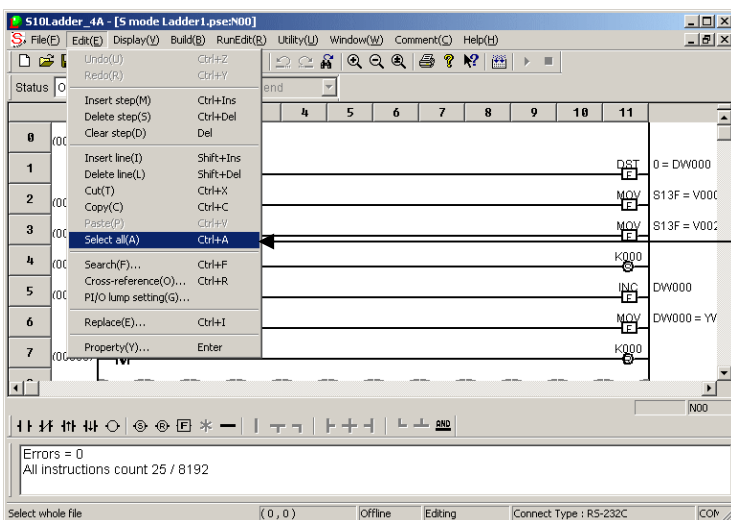 S10Ladder_4A - [S mode Ladder1.pse:N00]
File(F) Edit(E) Display(V) Build(B) RunEdit(R) Utility(U) Window(W) Comment(C) Help(H)
Undo(U) Ctrl+Z
Redo(R) Ctrl+Y
Status end
Insert step(M) Ctrl+Ins
Delete step(S) Ctrl+Del
Clear step(D) Del
Insert line(I) Shift+Ins
Delete line(L) Shift+Del
Cut(T) Ctrl+X
Copy(C) Ctrl+C
Paste(P) Ctrl+V
Select all(A) Ctrl+A
Search(F)... Ctrl+F
Cross-reference(O)... Ctrl+R
PI/O lump setting(G)...
Replace(E)... Ctrl+I
Property(Y)... Enter
4 5 6 7 8 9 10 11
0
1 DST F 0 = DW000
2 MOV F S13F = V000
3 MOV F S13F = V002
4 K000
5 INC F DW000
6 MOV F DW000 = YW
7 K000
N00
S R F AND
Errors = 0
All instructions count 25 / 8192
Select whole file (0,0) Offline Editing Connect Type : RS-232C COM